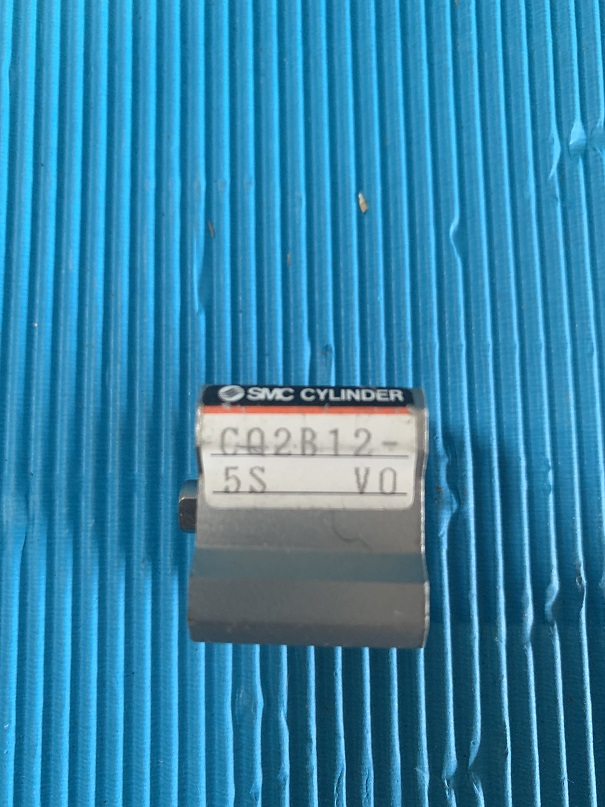 SMC CYLINDER
CQ2B12-
5S VO